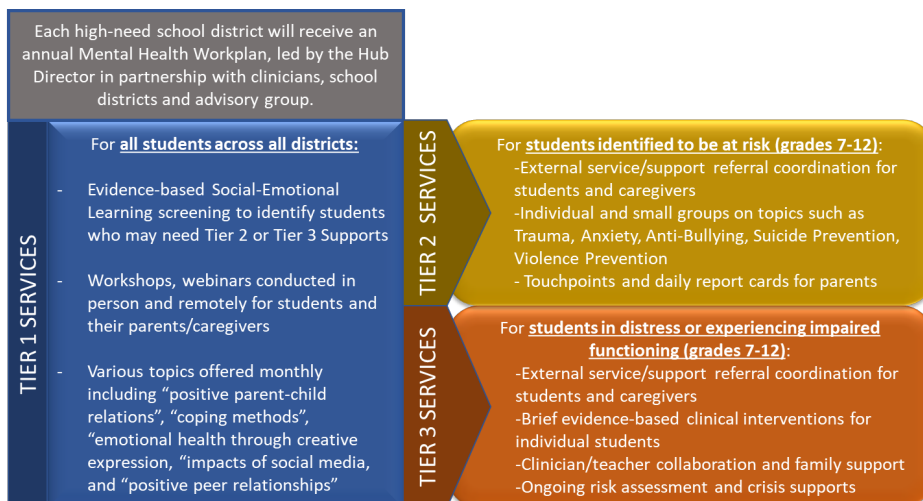 Each high-need school district will receive an
annual Mental Health Workplan, led by the Hub
Director in partnership with clinicians, school
districts and advisory group.
TIER 1 SERVICES
For all students across all districts:
- Evidence-based Social-Emotional
Learning screening to identify students
who may need Tier 2 or Tier 3 Supports
- Workshops, webinars conducted in
person and remotely for students and
their parents/caregivers
- Various topics offered monthly
including “positive parent-child
relations”, “coping methods”,
“emotional health through creative
expression, “impacts of social media,
and “positive peer relationships”
TIER 2 SERVICES
For students identified to be at risk (grades 7-12):
-External service/support referral coordination for
students and caregivers
-Individual and small groups on topics such as
Trauma, Anxiety, Anti-Bullying, Suicide Prevention,
Violence Prevention
- Touchpoints and daily report cards for parents
TIER 3 SERVICES
For students in distress or experiencing impaired
functioning (grades 7-12):
-External service/support referral coordination for
students and caregivers
-Brief evidence-based clinical interventions for
individual students
-Clinician/teacher collaboration and family support
-Ongoing risk assessment and crisis supports